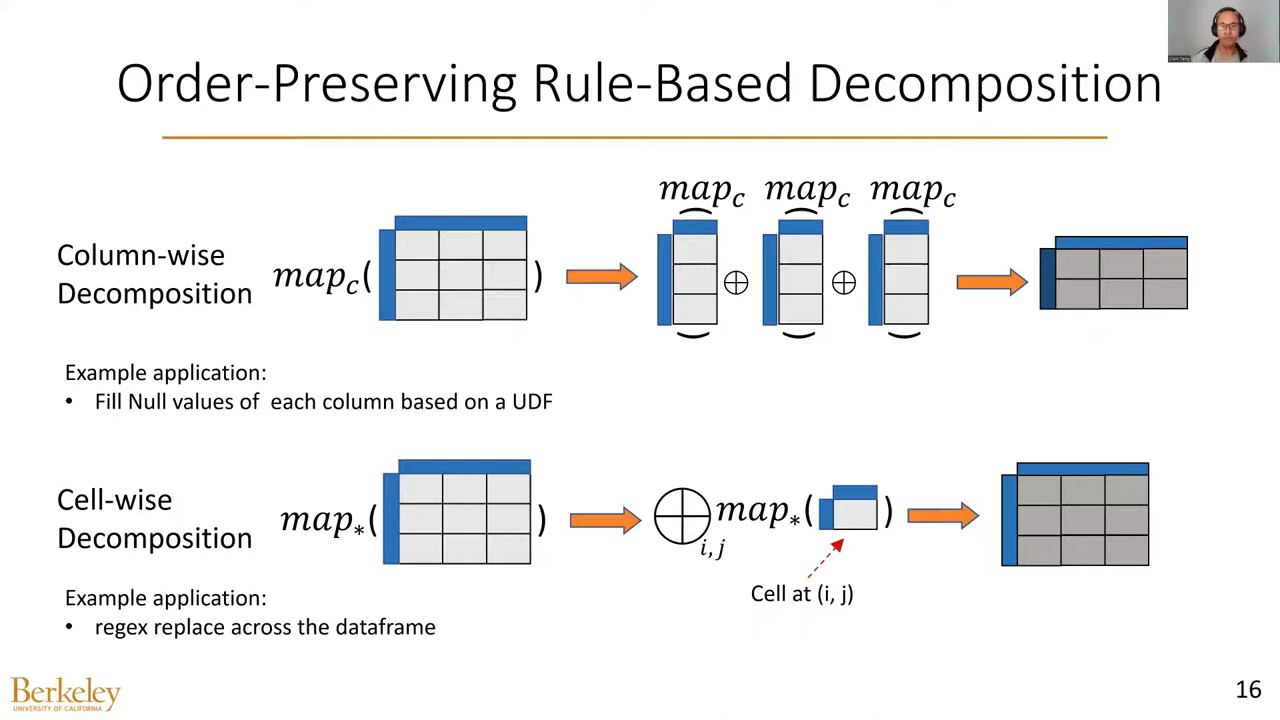 Order-Preserving Rule-Based Decomposition
Column-wise
Decomposition
map_c( )
map_c map_c map_c
( ) ⊕ ( ) ⊕ ( )
Example application:
• Fill Null values of each column based on a UDF
Cell-wise
Decomposition
map_*( )
⊕_{i,j} map_*( )
Cell at (i, j)
Example application:
• regex replace across the dataframe
Berkeley
UNIVERSITY OF CALIFORNIA
16